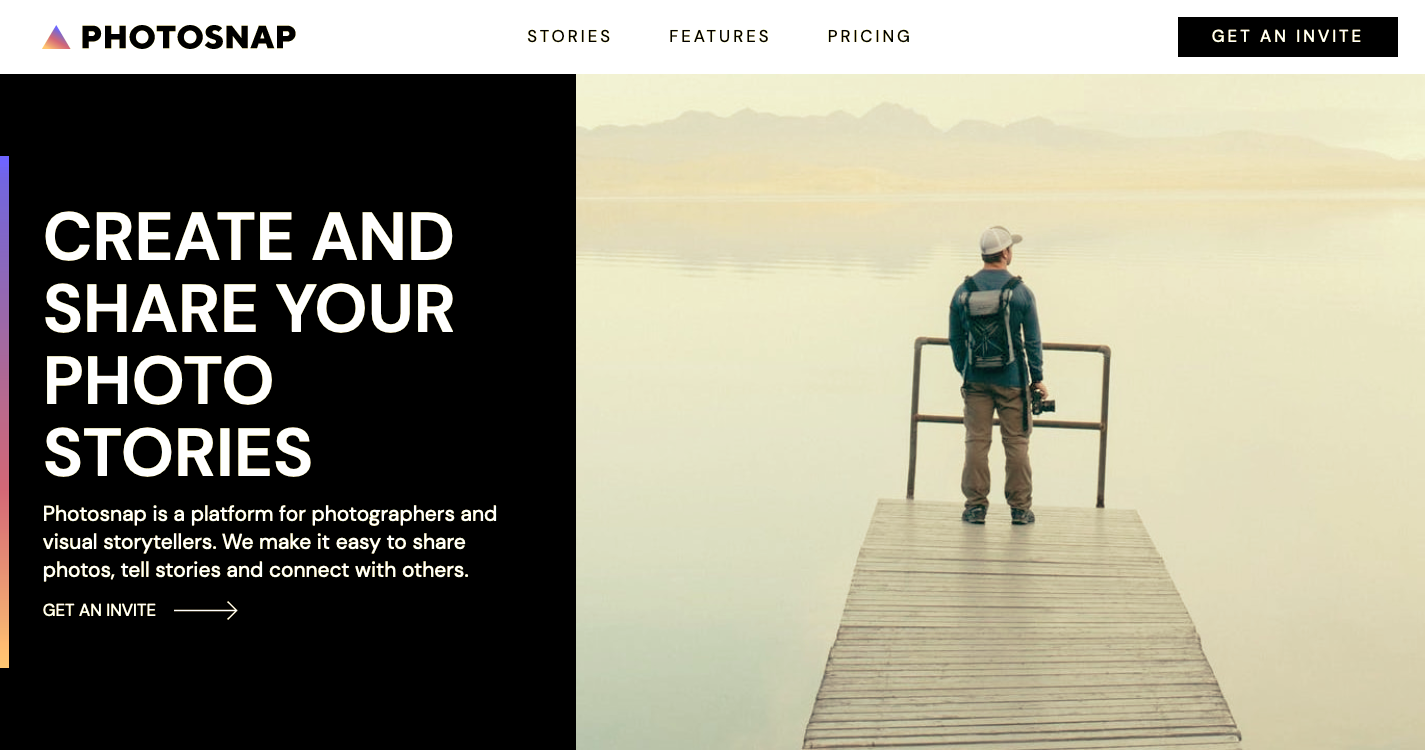 PHOTOSNAP
STORIES FEATURES PRICING
GET AN INVITE
CREATE AND
SHARE YOUR
PHOTO
STORIES
Photosnap is a platform for photographers and
visual storytellers. We make it easy to share
photos, tell stories and connect with others.
GET AN INVITE